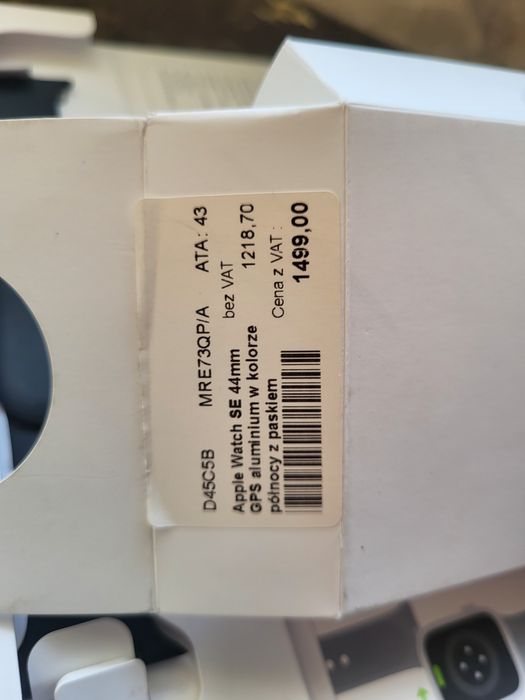 D45C5B MRE73QP/A ATA: 43
Apple Watch SE 44mm bez VAT
GPS aluminium w kolorze 1218,70
północy z paskiem Cena z VAT:
1499,00